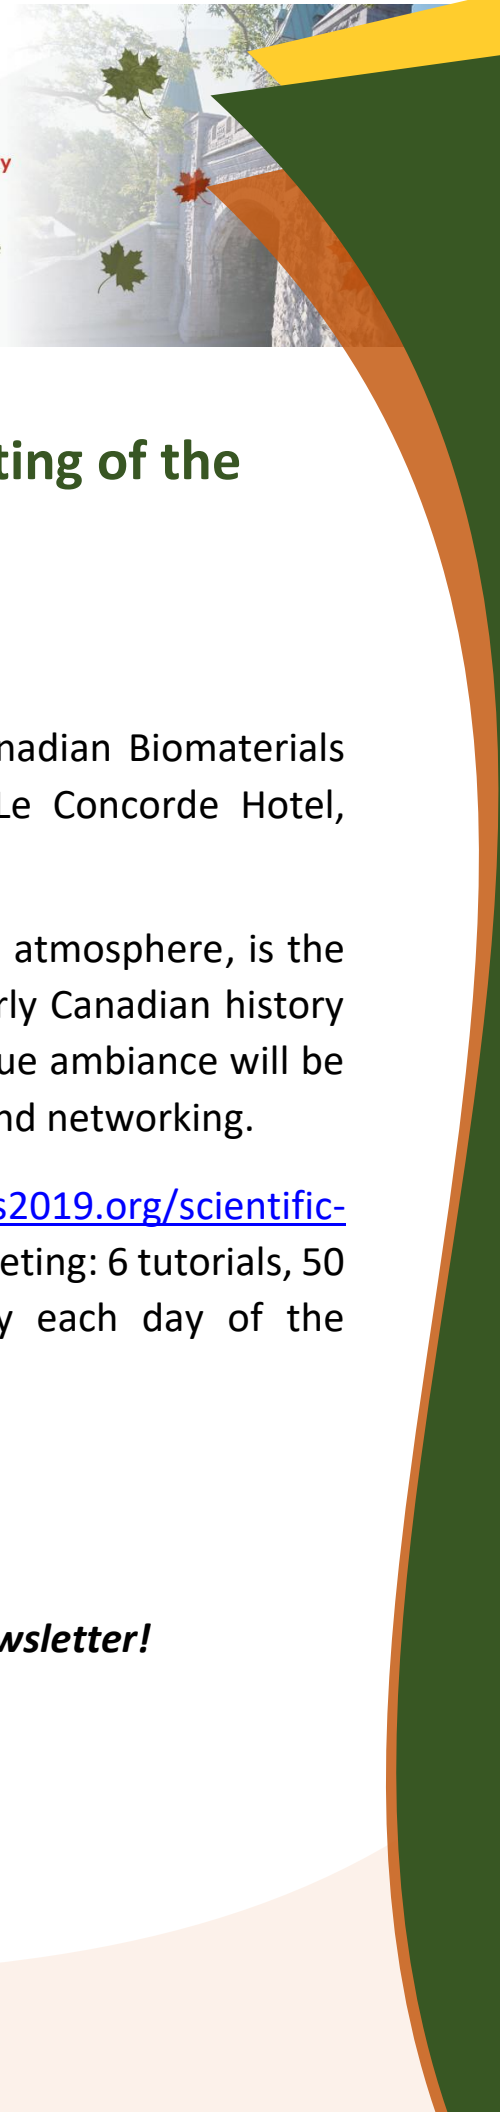 y
ting of the
nadian Biomaterials
Le Concorde Hotel,
atmosphere, is the
rly Canadian history
ue ambiance will be
nd networking.
s2019.org/scientific-
eting: 6 tutorials, 50
y each day of the
wsletter!